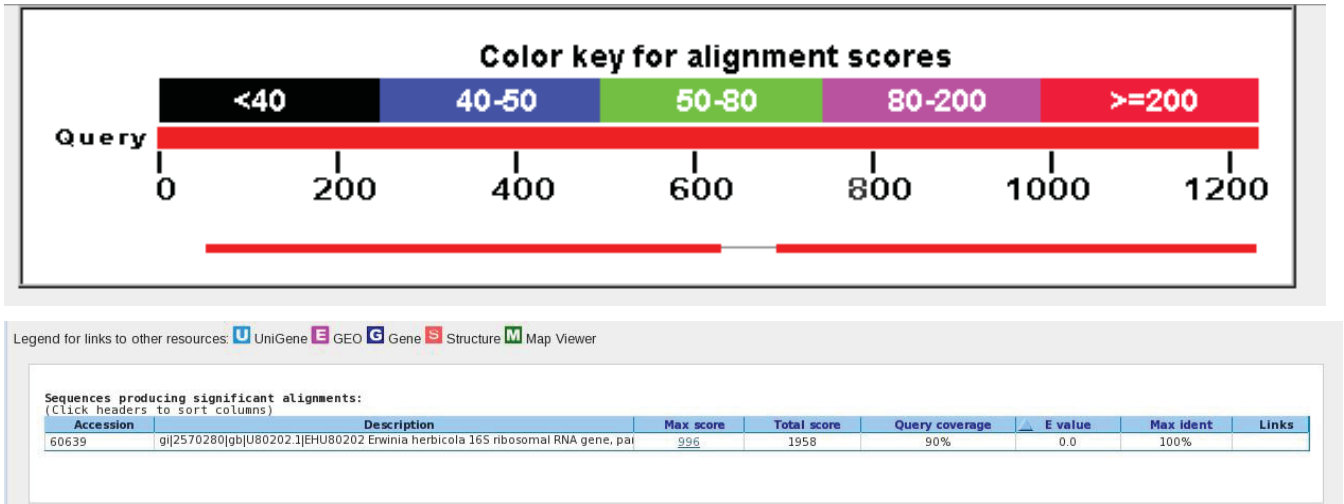 Color key for alignment scores
<40 40-50 50-80 80-200 >=200
Query
0 200 400 600 800 1000 1200
Legend for links to other resources: U UniGene E GEO G Gene S Structure M Map Viewer
Sequences producing significant alignments:
(Click headers to sort columns)
Accession Description Max score Total score Query coverage E value Max ident Links
60639 gi|2570280|gb|U80202.1|EHU80202 Erwinia herbicola 16S ribosomal RNA gene, par 996 1958 90% 0.0 100%